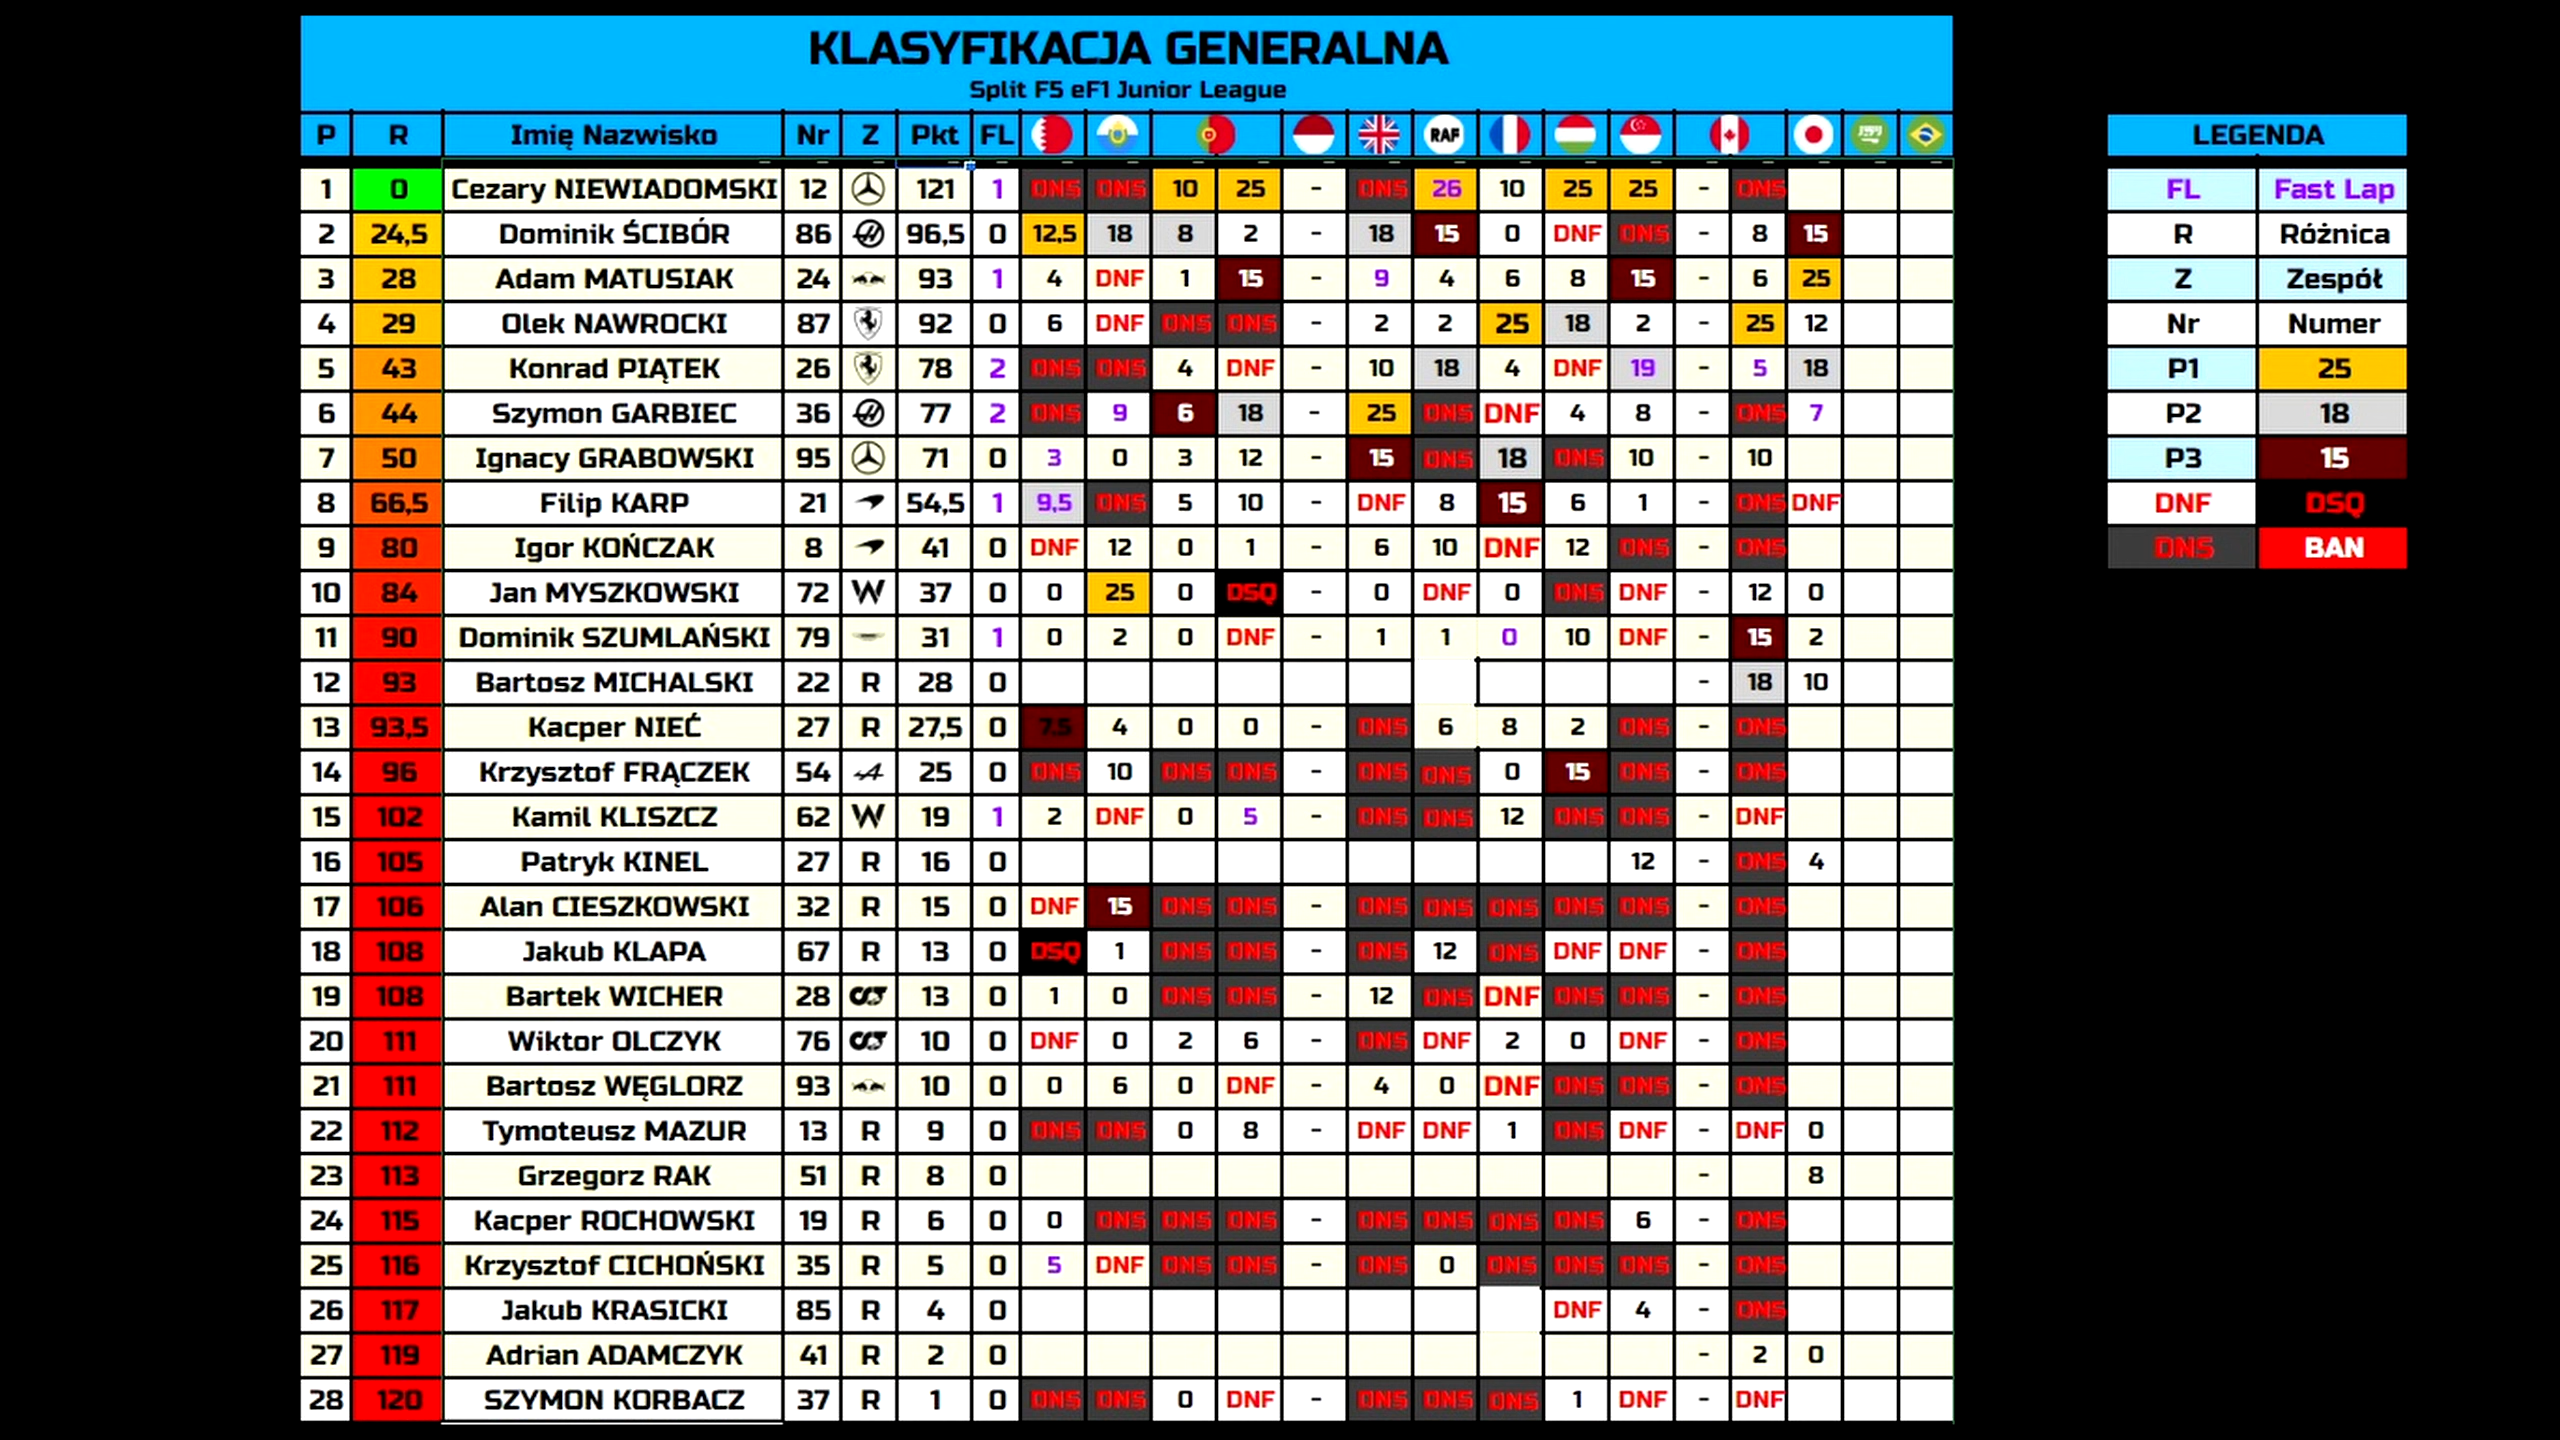 KLASYFIKACJA GENERALNA
Split F5 eF1 Junior League
P R Imię Nazwisko Nr Z Pkt FL RAF
1 0 Cezary NIEWIADOMSKI 12 121 1 DNS DNS 10 25 - DNS 26 10 25 25 - DNS
2 24,5 Dominik ŚCIBÓR 86 96,5 0 12,5 18 8 2 - 18 15 0 DNF DNS - 8 15
3 28 Adam MATUSIAK 24 93 1 4 DNF 1 15 - 9 4 6 8 15 - 6 25
4 29 Olek NAWROCKI 87 92 0 6 DNF DNS DNS - 2 2 25 18 2 - 25 12
5 43 Konrad PIĄTEK 26 78 2 DNS DNS 4 DNF - 10 18 4 DNF 19 - 5 18
6 44 Szymon GARBIEC 36 77 2 DNS 9 6 18 - 25 DNS DNF 4 8 - DNS 7
7 50 Ignacy GRABOWSKI 95 71 0 3 0 3 12 - 15 DNS 18 DNS 10 - 10
8 66,5 Filip KARP 21 54,5 1 9,5 DNS 5 10 - DNF 8 15 6 1 - DNS DNF
9 80 Igor KOŃCZAK 8 41 0 DNF 12 0 1 - 6 10 DNF 12 DNS - DNS
10 84 Jan MYSZKOWSKI 72 37 0 0 25 0 DSQ - 0 DNF 0 DNS DNF - 12 0
11 90 Dominik SZUMLAŃSKI 79 31 1 0 2 0 DNF - 1 1 0 10 DNF - 15 2
12 93 Bartosz MICHALSKI 22 R 28 0 - 18 10
13 93,5 Kacper NIEĆ 27 R 27,5 0 7,5 4 0 0 - DNS 6 8 2 DNS - DNS
14 96 Krzysztof FRĄCZEK 54 25 0 DNS 10 DNS DNS - DNS DNS 0 15 DNS - DNS
15 102 Kamil KLISZCZ 62 19 1 2 DNF 0 5 - DNS DNS 12 DNS DNS - DNF
16 105 Patryk KINEL 27 R 16 0 12 - DNS 4
17 106 Alan CIESZKOWSKI 32 R 15 0 DNF 15 DNS DNS - DNS DNS DNS DNS DNS - DNS
18 108 Jakub KLAPA 67 R 13 0 DSQ 1 DNS DNS - DNS 12 DNS DNF DNF - DNS
19 108 Bartek WICHER 28 13 0 1 0 DNS DNS - 12 DNS DNF DNS DNS - DNS
20 111 Wiktor OLCZYK 76 10 0 DNF 0 2 6 - DNS DNF 2 0 DNF - DNS
21 111 Bartosz WĘGLORZ 93 10 0 0 6 0 DNF - 4 0 DNF DNS DNS - DNS
22 112 Tymoteusz MAZUR 13 R 9 0 DNS DNS 0 8 - DNF DNF 1 DNS DNF - DNF 0
23 113 Grzegorz RAK 51 R 8 0 - 8
24 115 Kacper ROCHOWSKI 19 R 6 0 0 DNS DNS DNS - DNS DNS DNS DNS 6 - DNS
25 116 Krzysztof CICHOŃSKI 35 R 5 0 5 DNF DNS DNS - DNS 0 DNS DNS DNS - DNS
26 117 Jakub KRASICKI 85 R 4 0 DNF 4 - DNS
27 119 Adrian ADAMCZYK 41 R 2 0 - 2 0
28 120 SZYMON KORBACZ 37 R 1 0 DNS DNS 0 DNF - DNS DNS DNS 1 DNF - DNF
LEGENDA
FL Fast Lap
R Różnica
Z Zespół
Nr Numer
P1 25
P2 18
P3 15
DNF DSQ
DNS BAN